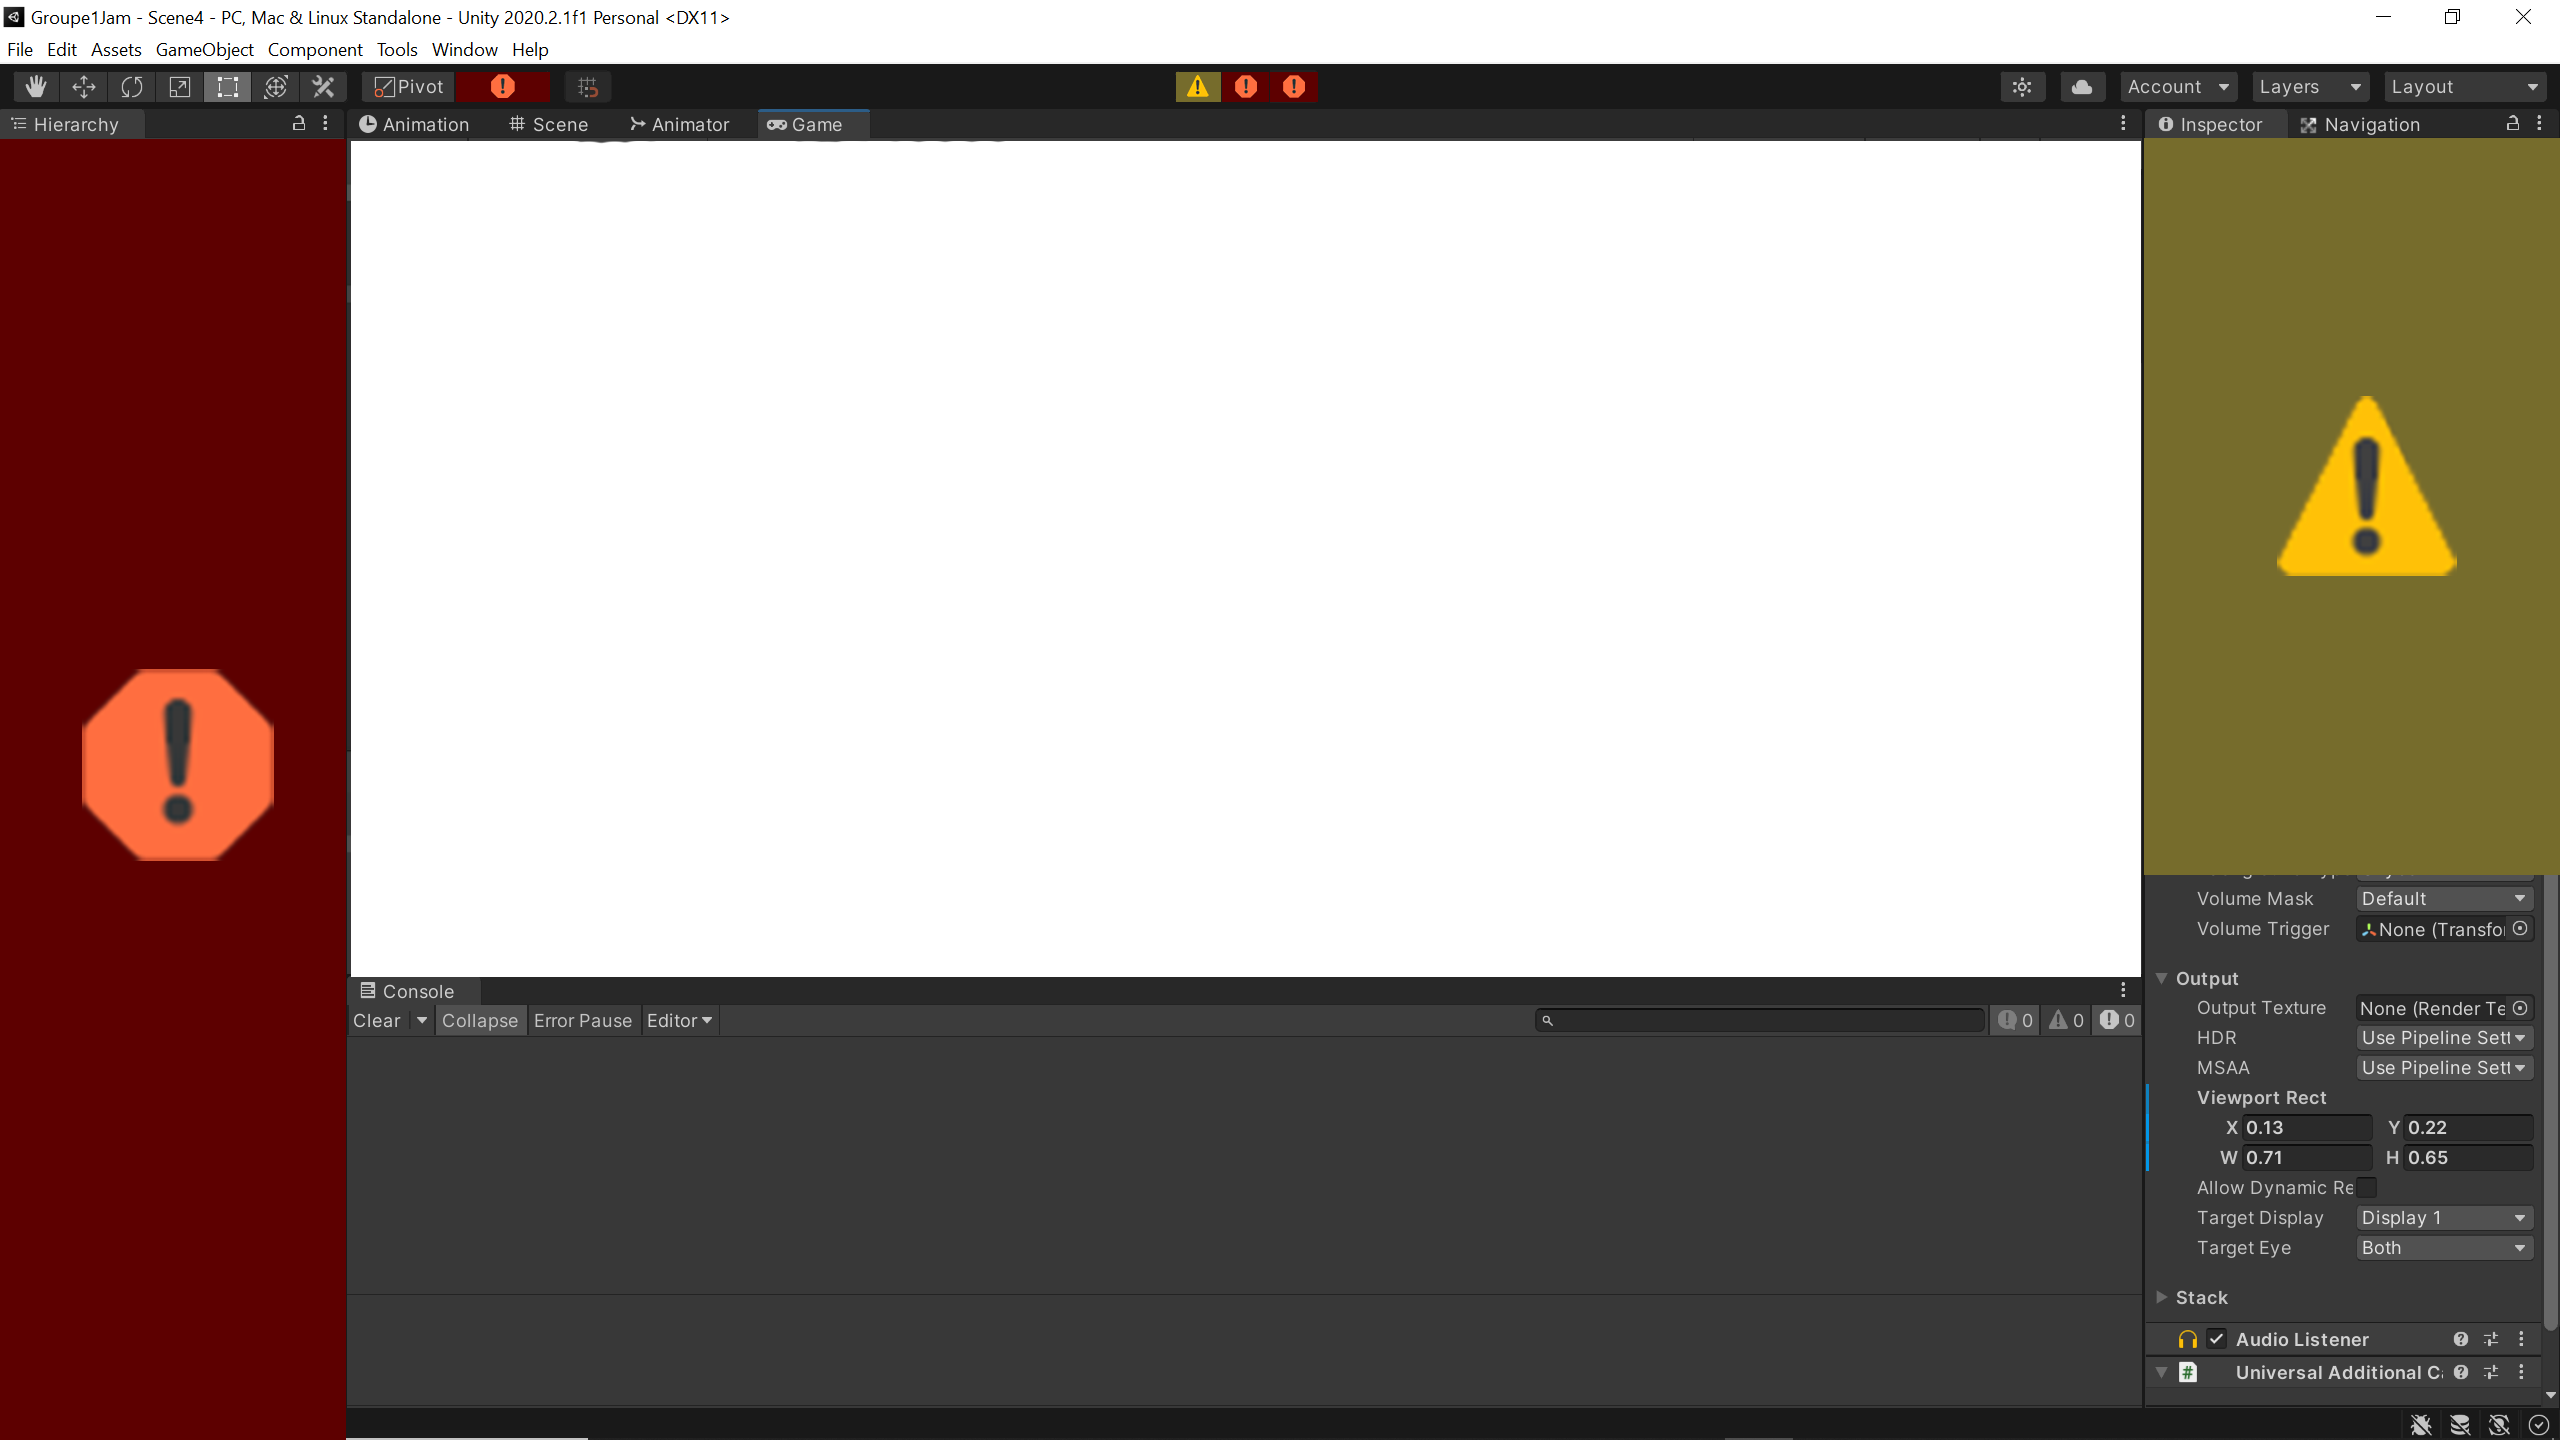 Groupe1Jam - Scene4 - PC, Mac & Linux Standalone - Unity 2020.2.1f1 Personal <DX11>
File Edit Assets GameObject Component Tools Window Help
Pivot Account Layers Layout
Hierarchy Animation Scene Animator Game Inspector Navigation
Volume Mask Default
Volume Trigger None (Transfo
Output
Output Texture None (Render Te
HDR Use Pipeline Sett
MSAA Use Pipeline Sett
Viewport Rect
X 0.13 Y 0.22
W 0.71 H 0.65
Allow Dynamic Re
Target Display Display 1
Target Eye Both
Stack
Audio Listener
Universal Additional C
Console
Clear Collapse Error Pause Editor 0 0 0